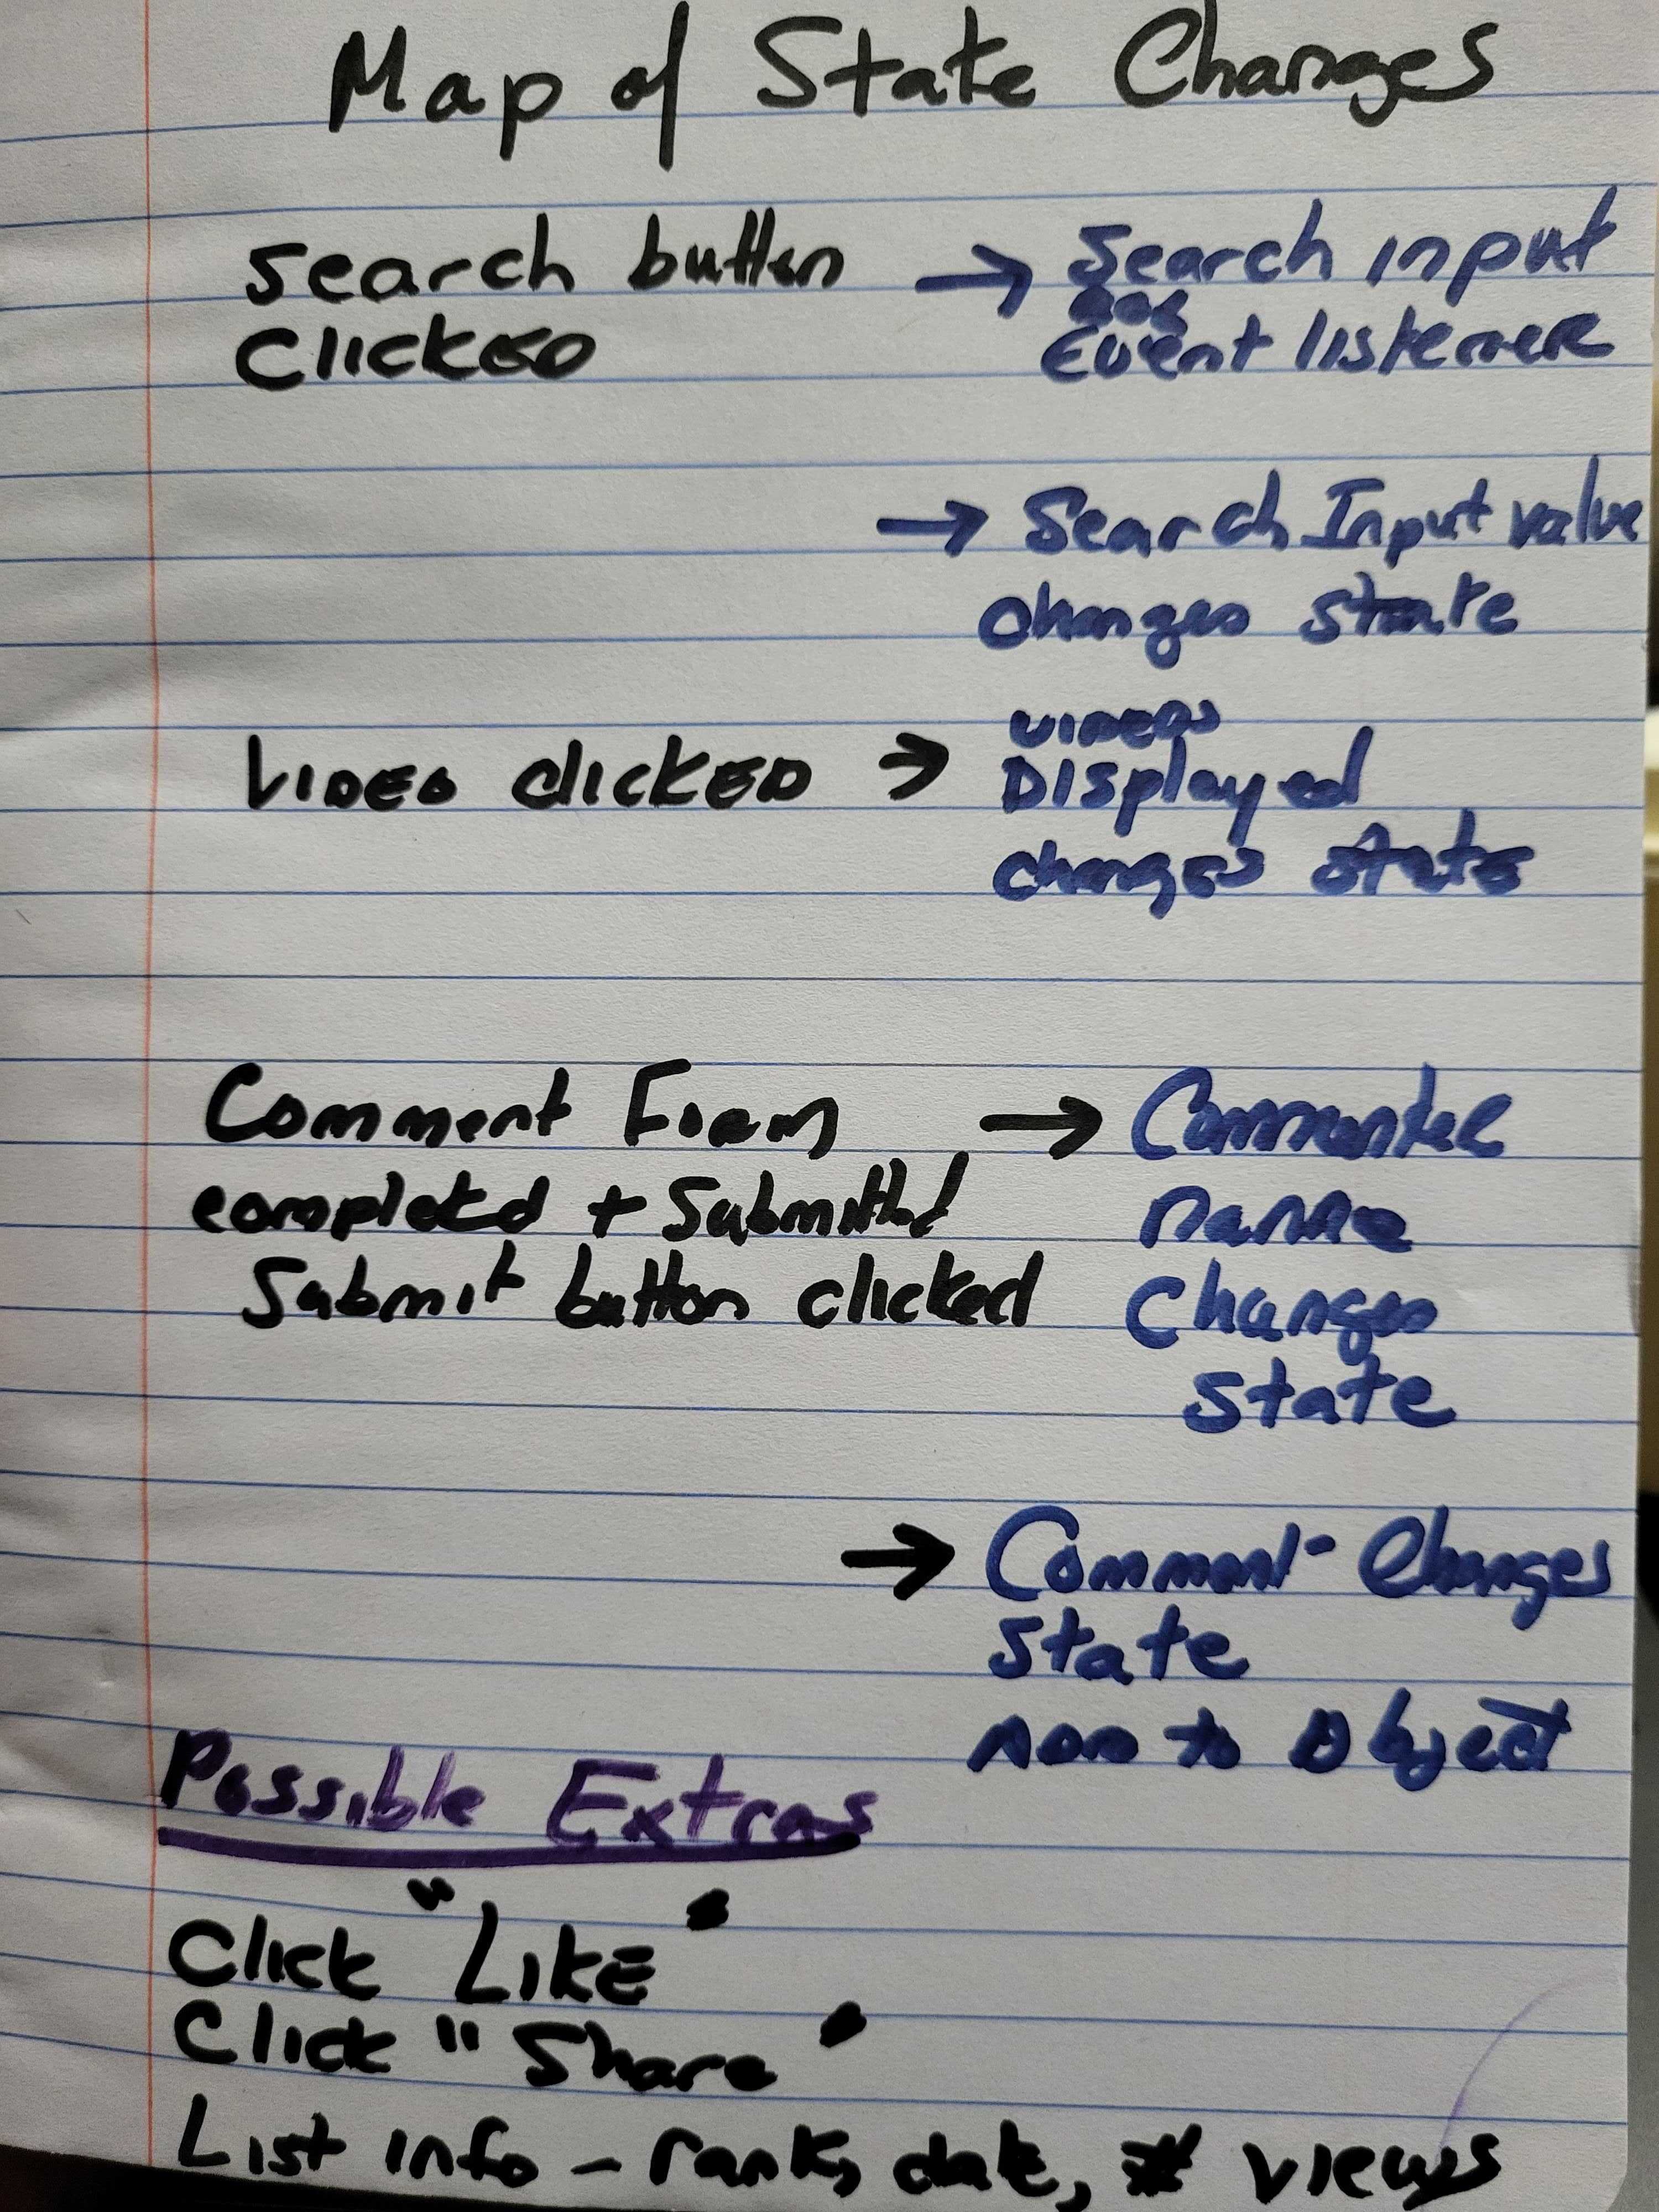 Map of State Changes
Search button → Search input
Clicked Event listener
→ Search Input value
changes state
Video clicked → videos
Displayed
changes state
Comment Form → Commenter
completed + Submitted name
Submit button clicked Changes
state
→ Comment - Changes
State
ADD to Object
Possible Extras
Click "LIKE"
Click "Share"
List info - rank, date, # views